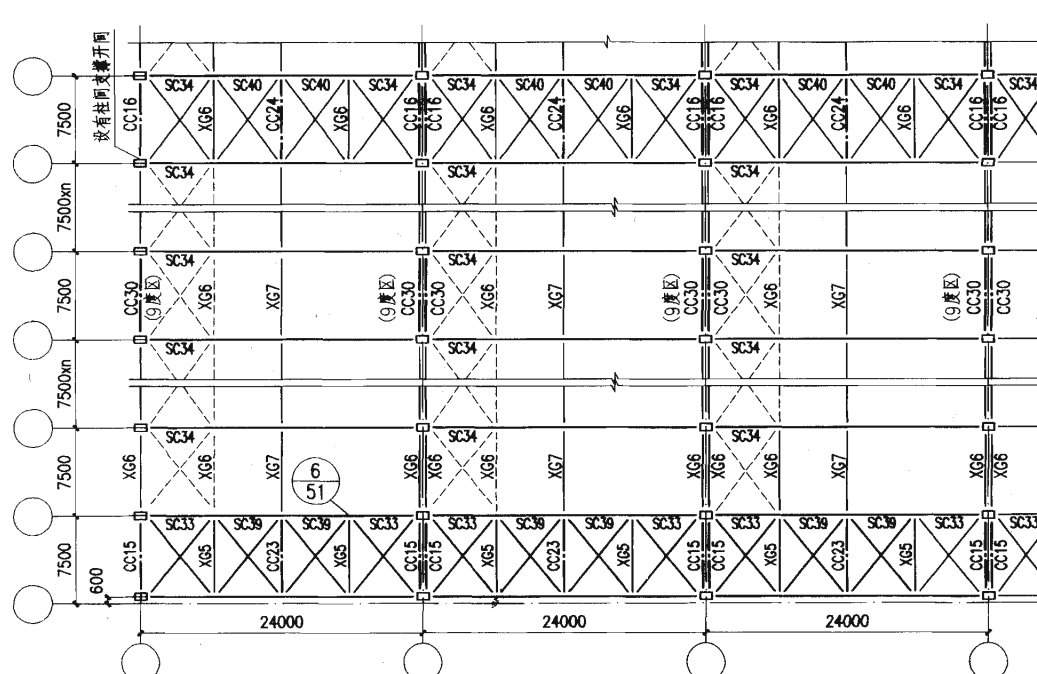 设有柱间支撑开间
SC34 SC40 SC40 SC34 SC34 SC40 SC40 SC34 SC34 SC40 SC40 SC34 SC34
7500 CC16 XG6 CC24 XG6 CC16 CC16 XG6 CC24 XG6 CC16 CC16 XG6 CC24 XG6 CC16 CC16
SC34 SC34 SC34
7500xn
SC34 SC34 SC34
7500 CC30 (9度区) XG6 XG7 (9度区) CC30 CC30 XG6 XG7 (9度区) CC30 CC30 XG6 XG7 (9度区) CC30 CC30
SC34 SC34 SC34
7500xn
SC34 SC34 SC34
7500 XG6 XG6 XG7 XG6 XG6 XG6 XG7 XG6 XG6 XG6 XG7 XG6 XG6
6
51
SC33 SC39 SC39 SC33 SC33 SC39 SC39 SC33 SC33 SC39 SC39 SC33 SC33
7500 CC15 XG5 CC23 XG5 CC15 CC15 XG5 CC23 XG5 CC15 CC15 XG5 CC23 XG5 CC15 CC15
600
24000 24000 24000